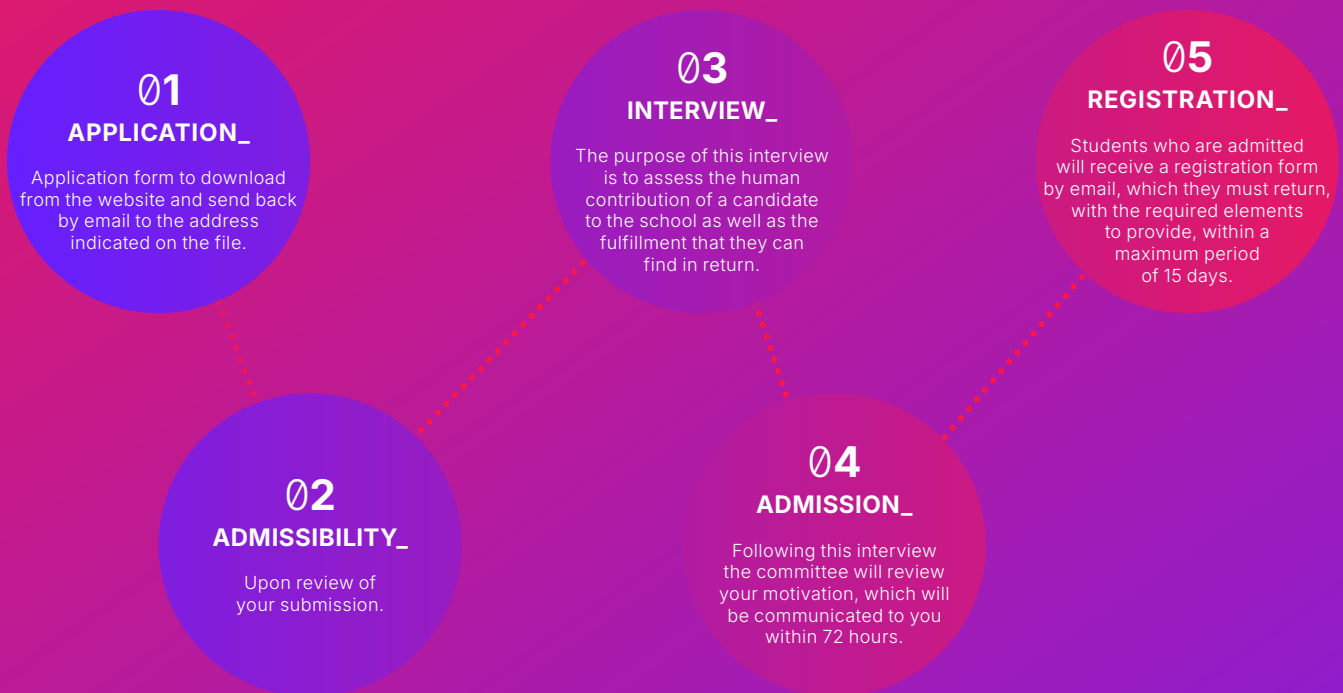 01
APPLICATION_
Application form to download
from the website and send back
by email to the address
indicated on the file.
02
ADMISSIBILITY_
Upon review of
your submission.
03
INTERVIEW_
The purpose of this interview
is to assess the human
contribution of a candidate
to the school as well as the
fulfillment that they can
find in return.
04
ADMISSION_
Following this interview
the committee will review
your motivation, which will
be communicated to you
within 72 hours.
05
REGISTRATION_
Students who are admitted
will receive a registration form
by email, which they must return,
with the required elements
to provide, within a
maximum period
of 15 days.